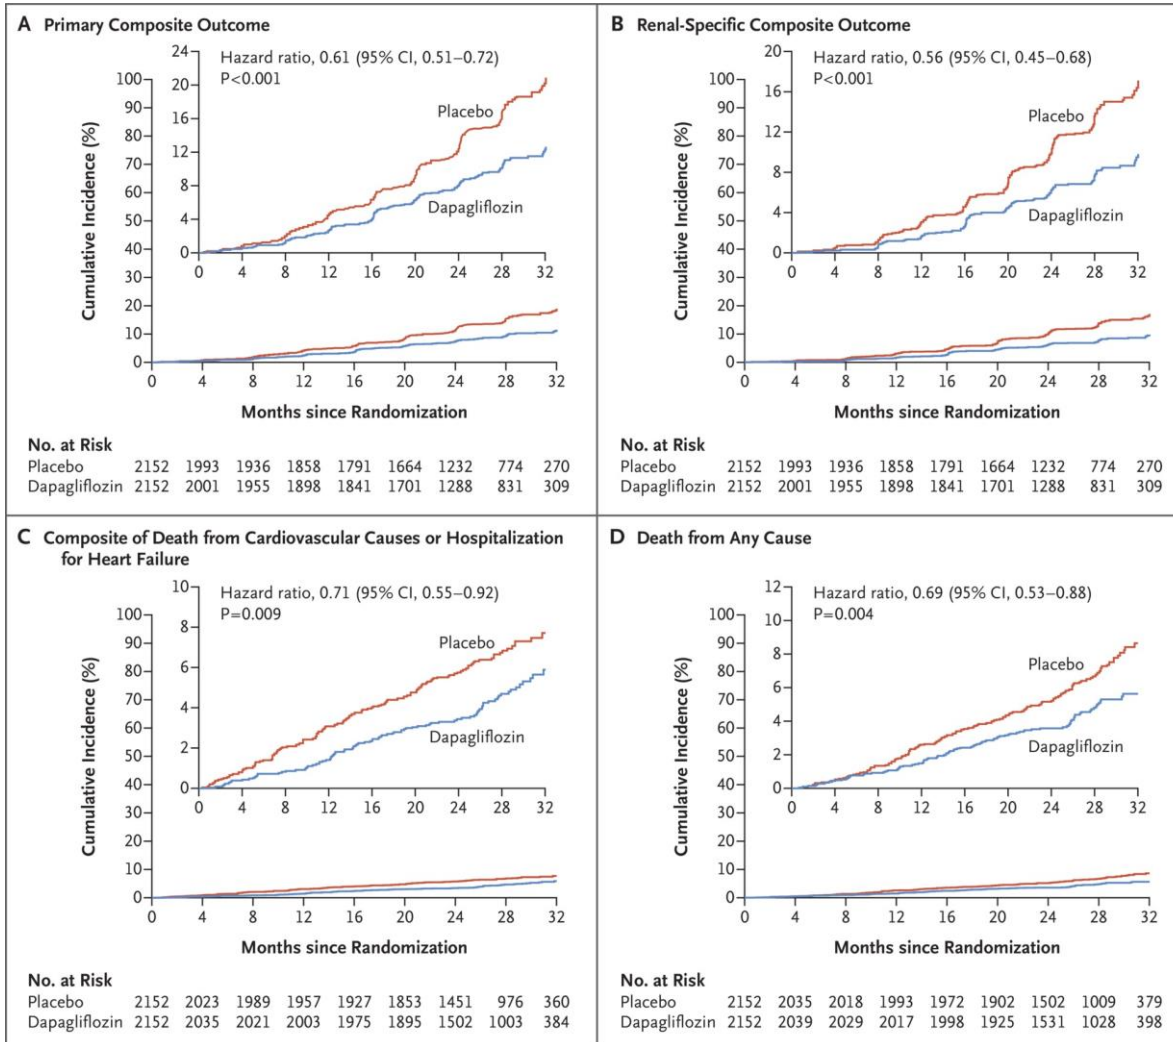 A Primary Composite Outcome
Hazard ratio, 0.61 (95% CI, 0.51–0.72)
P<0.001
Placebo
Dapagliflozin
24
20
16
12
8
4
0
0 4 8 12 16 20 24 28 32
100
90
80
70
60
50
40
30
20
10
0
0 4 8 12 16 20 24 28 32
Cumulative Incidence (%)
Months since Randomization
No. at Risk
Placebo 2152 1993 1936 1858 1791 1664 1232 774 270
Dapagliflozin 2152 2001 1955 1898 1841 1701 1288 831 309
B Renal-Specific Composite Outcome
Hazard ratio, 0.56 (95% CI, 0.45–0.68)
P<0.001
Placebo
Dapagliflozin
20
16
12
8
4
0
0 4 8 12 16 20 24 28 32
100
90
80
70
60
50
40
30
20
10
0
0 4 8 12 16 20 24 28 32
Cumulative Incidence (%)
Months since Randomization
No. at Risk
Placebo 2152 1993 1936 1858 1791 1664 1232 774 270
Dapagliflozin 2152 2001 1955 1898 1841 1701 1288 831 309
C Composite of Death from Cardiovascular Causes or Hospitalization
for Heart Failure
Hazard ratio, 0.71 (95% CI, 0.55–0.92)
P=0.009
Placebo
Dapagliflozin
10
8
6
4
2
0
0 4 8 12 16 20 24 28 32
100
90
80
70
60
50
40
30
20
10
0
0 4 8 12 16 20 24 28 32
Cumulative Incidence (%)
Months since Randomization
No. at Risk
Placebo 2152 2023 1989 1957 1927 1853 1451 976 360
Dapagliflozin 2152 2035 2021 2003 1975 1895 1502 1003 384
D Death from Any Cause
Hazard ratio, 0.69 (95% CI, 0.53–0.88)
P=0.004
Placebo
Dapagliflozin
12
10
8
6
4
2
0
0 4 8 12 16 20 24 28 32
100
90
80
70
60
50
40
30
20
10
0
0 4 8 12 16 20 24 28 32
Cumulative Incidence (%)
Months since Randomization
No. at Risk
Placebo 2152 2035 2018 1993 1972 1902 1502 1009 379
Dapagliflozin 2152 2039 2029 2017 1998 1925 1531 1028 398